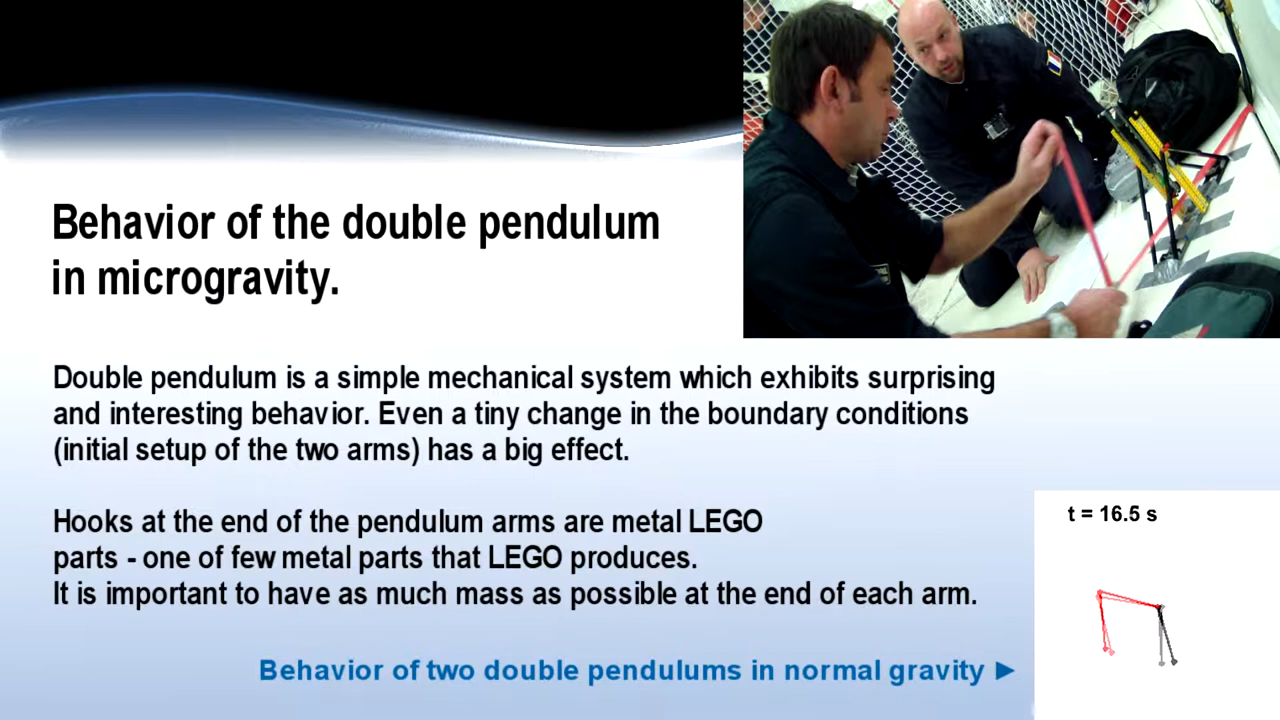 Behavior of the double pendulum
in microgravity.
Double pendulum is a simple mechanical system which exhibits surprising
and interesting behavior. Even a tiny change in the boundary conditions
(initial setup of the two arms) has a big effect.
Hooks at the end of the pendulum arms are metal LEGO
parts - one of few metal parts that LEGO produces.
It is important to have as much mass as possible at the end of each arm.
t = 16.5 s
Behavior of two double pendulums in normal gravity ►